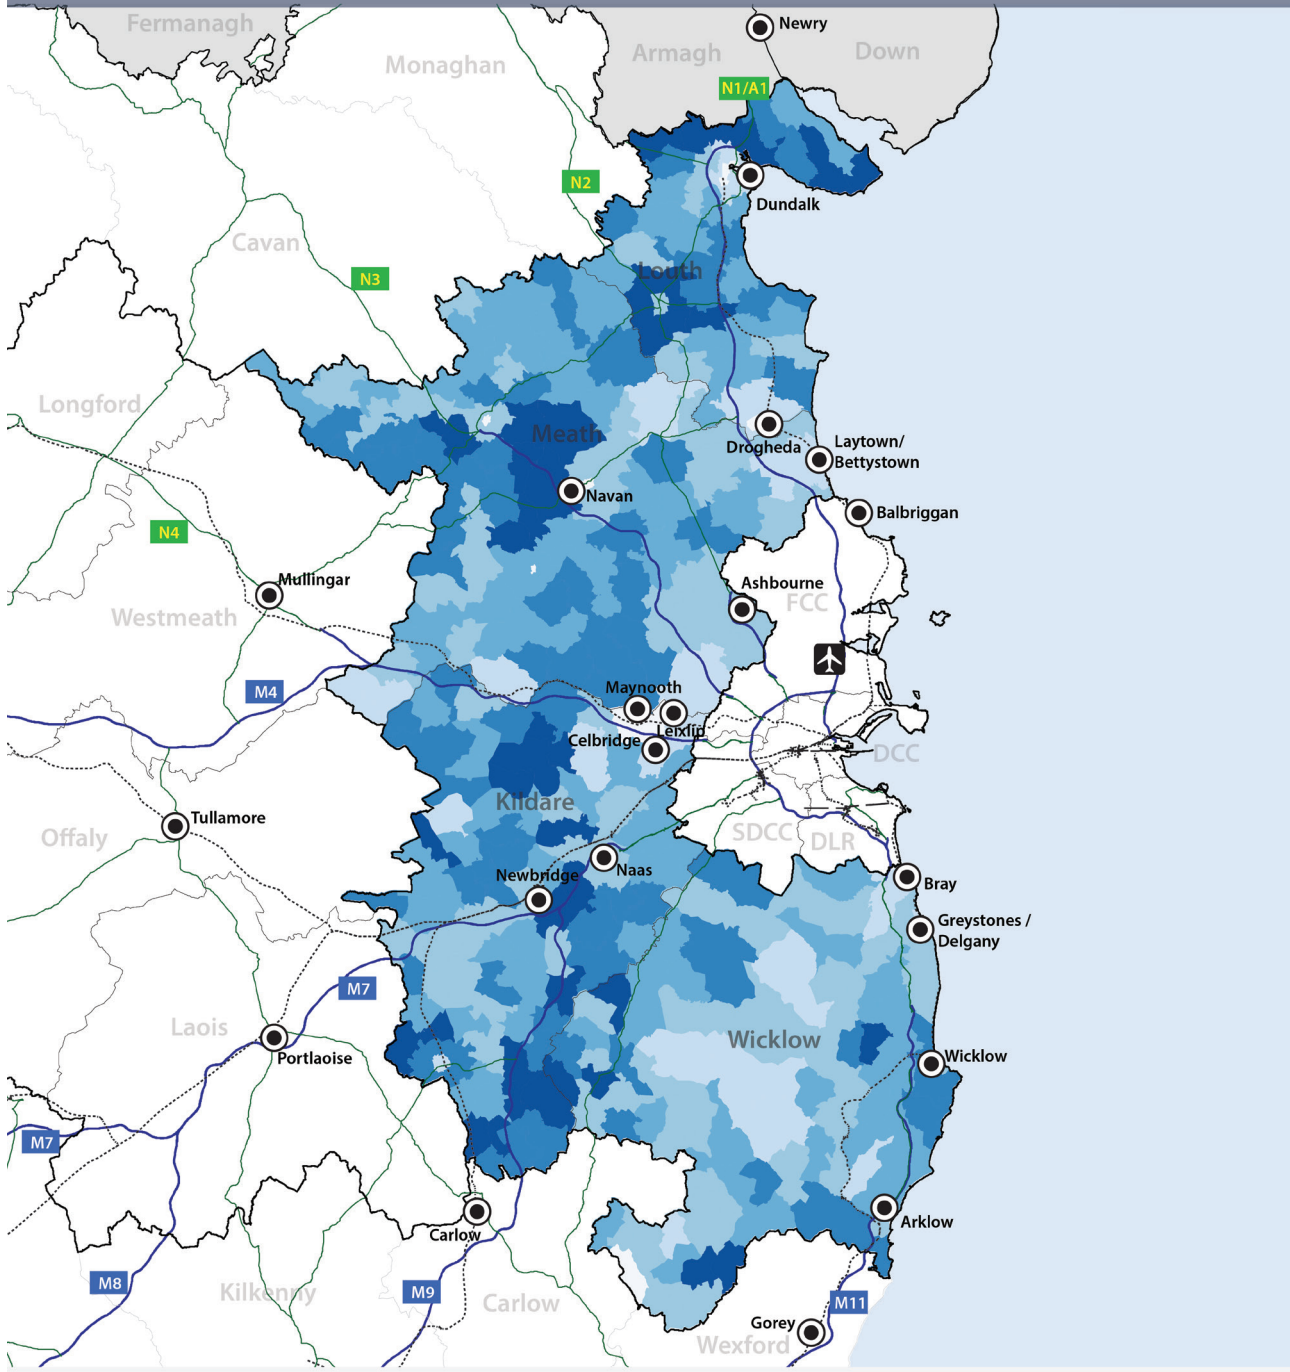 Fermanagh
Newry
Armagh
Down
Monaghan
N1/A1
N2
Dundalk
Cavan
N3
Louth
Longford
Meath
Drogheda
Laytown/
Bettystown
Navan
Balbriggan
N4
Mullingar
Ashbourne
FCC
Westmeath
M4
Maynooth
Leixlip
Celbridge
DCC
Kildare
Tullamore
Offaly
SDCC
DLR
Newbridge
Naas
Bray
Greystones /
Delgany
M7
Laois
Wicklow
Portlaoise
Wicklow
M7
Carlow
Arklow
M8
Kilkenny
M9
Carlow
M11
Gorey
Wexford